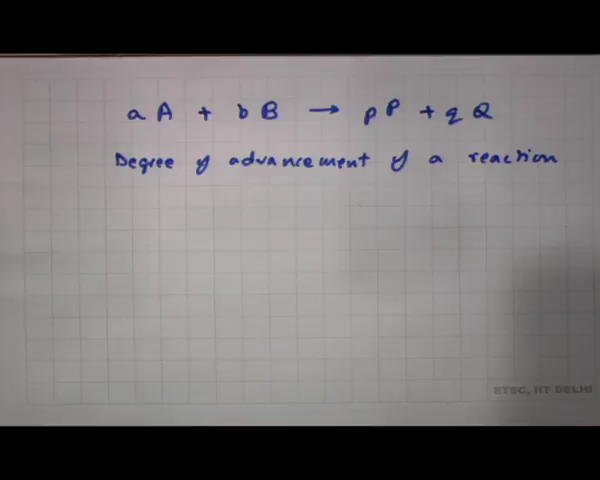 a A + b B → p P + q Q
Degree of advancement of a reaction
ETSC, IIT DELHI